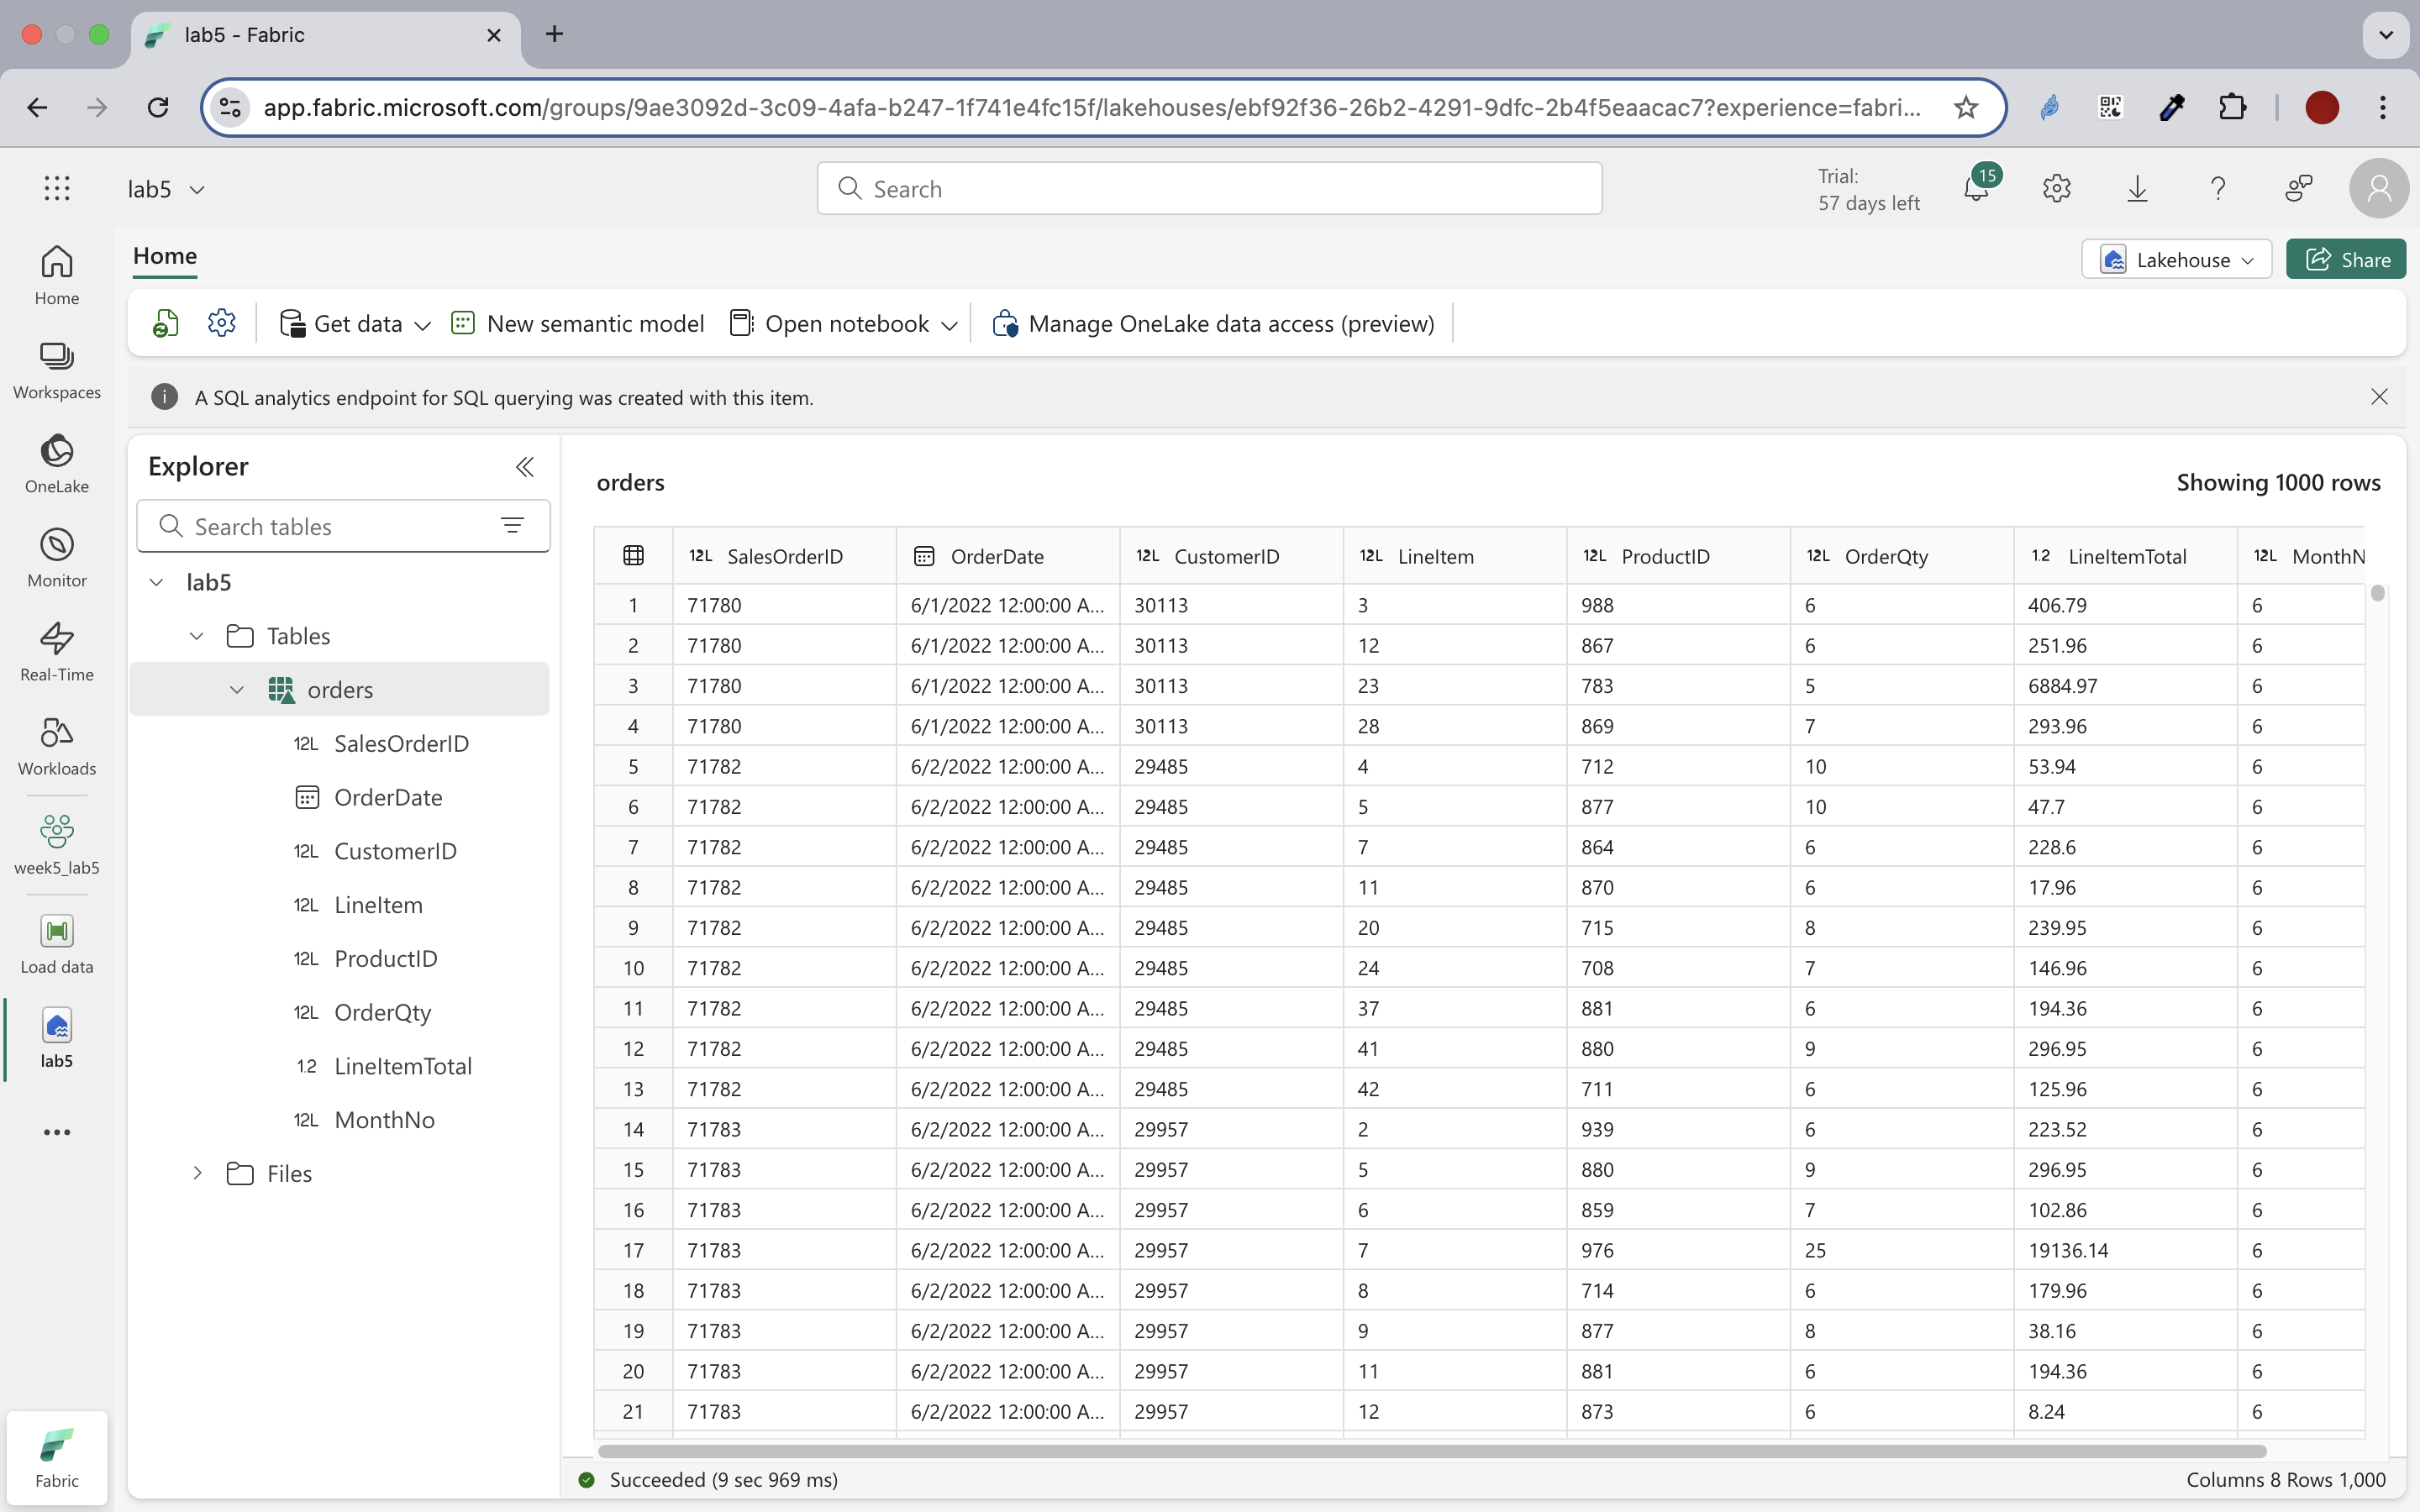 lab5 - Fabric
app.fabric.microsoft.com/groups/9ae3092d-3c09-4afa-b247-1f741e4fc15f/lakehouses/ebf92f36-26b2-4291-9dfc-2b4f5eaacac7?experience=fabri...
lab5
Search
Trial:
57 days left
15
Home
Lakehouse
Share
Get data
New semantic model
Open notebook
Manage OneLake data access (preview)
A SQL analytics endpoint for SQL querying was created with this item.
Home
Workspaces
OneLake
Monitor
Real-Time
Workloads
week5_lab5
Load data
lab5
Fabric
Explorer
Search tables
lab5
Tables
orders
12L SalesOrderID
OrderDate
12L CustomerID
12L LineItem
12L ProductID
12L OrderQty
1.2 LineItemTotal
12L MonthNo
Files
orders
Showing 1000 rows
12L SalesOrderID OrderDate 12L CustomerID 12L LineItem 12L ProductID 12L OrderQty 1.2 LineItemTotal 12L MonthN
1 71780 6/1/2022 12:00:00 A... 30113 3 988 6 406.79 6
2 71780 6/1/2022 12:00:00 A... 30113 12 867 6 251.96 6
3 71780 6/1/2022 12:00:00 A... 30113 23 783 5 6884.97 6
4 71780 6/1/2022 12:00:00 A... 30113 28 869 7 293.96 6
5 71782 6/2/2022 12:00:00 A... 29485 4 712 10 53.94 6
6 71782 6/2/2022 12:00:00 A... 29485 5 877 10 47.7 6
7 71782 6/2/2022 12:00:00 A... 29485 7 864 6 228.6 6
8 71782 6/2/2022 12:00:00 A... 29485 11 870 6 17.96 6
9 71782 6/2/2022 12:00:00 A... 29485 20 715 8 239.95 6
10 71782 6/2/2022 12:00:00 A... 29485 24 708 7 146.96 6
11 71782 6/2/2022 12:00:00 A... 29485 37 881 6 194.36 6
12 71782 6/2/2022 12:00:00 A... 29485 41 880 9 296.95 6
13 71782 6/2/2022 12:00:00 A... 29485 42 711 6 125.96 6
14 71783 6/2/2022 12:00:00 A... 29957 2 939 6 223.52 6
15 71783 6/2/2022 12:00:00 A... 29957 5 880 9 296.95 6
16 71783 6/2/2022 12:00:00 A... 29957 6 859 7 102.86 6
17 71783 6/2/2022 12:00:00 A... 29957 7 976 25 19136.14 6
18 71783 6/2/2022 12:00:00 A... 29957 8 714 6 179.96 6
19 71783 6/2/2022 12:00:00 A... 29957 9 877 8 38.16 6
20 71783 6/2/2022 12:00:00 A... 29957 11 881 6 194.36 6
21 71783 6/2/2022 12:00:00 A... 29957 12 873 6 8.24 6
Succeeded (9 sec 969 ms)
Columns 8 Rows 1,000